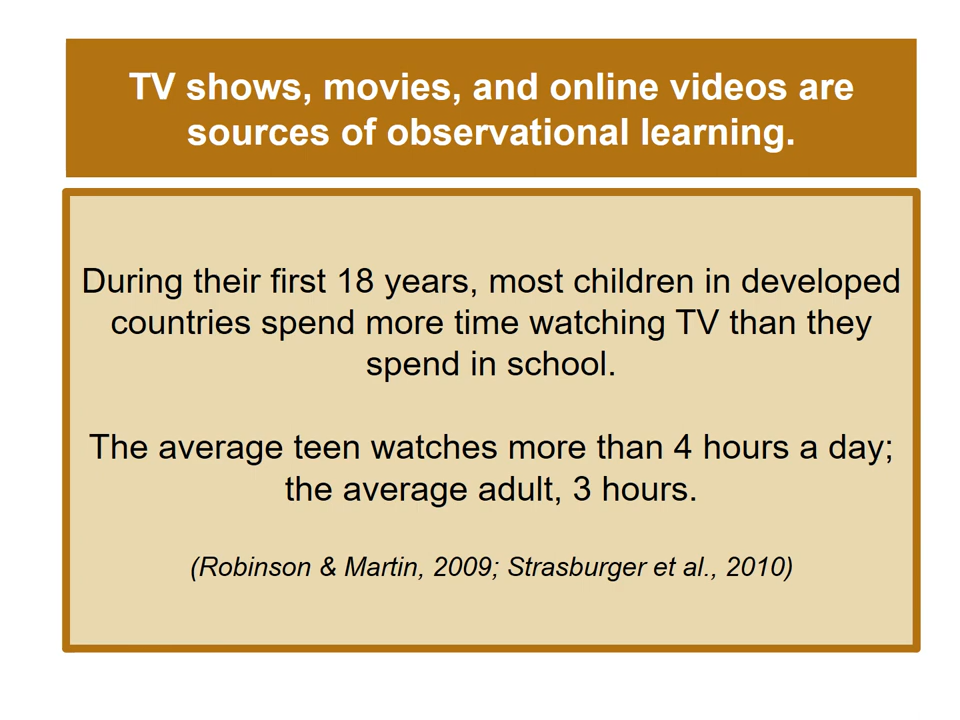 TV shows, movies, and online videos are
sources of observational learning.
During their first 18 years, most children in developed
countries spend more time watching TV than they
spend in school.
The average teen watches more than 4 hours a day;
the average adult, 3 hours.
(Robinson & Martin, 2009; Strasburger et al., 2010)